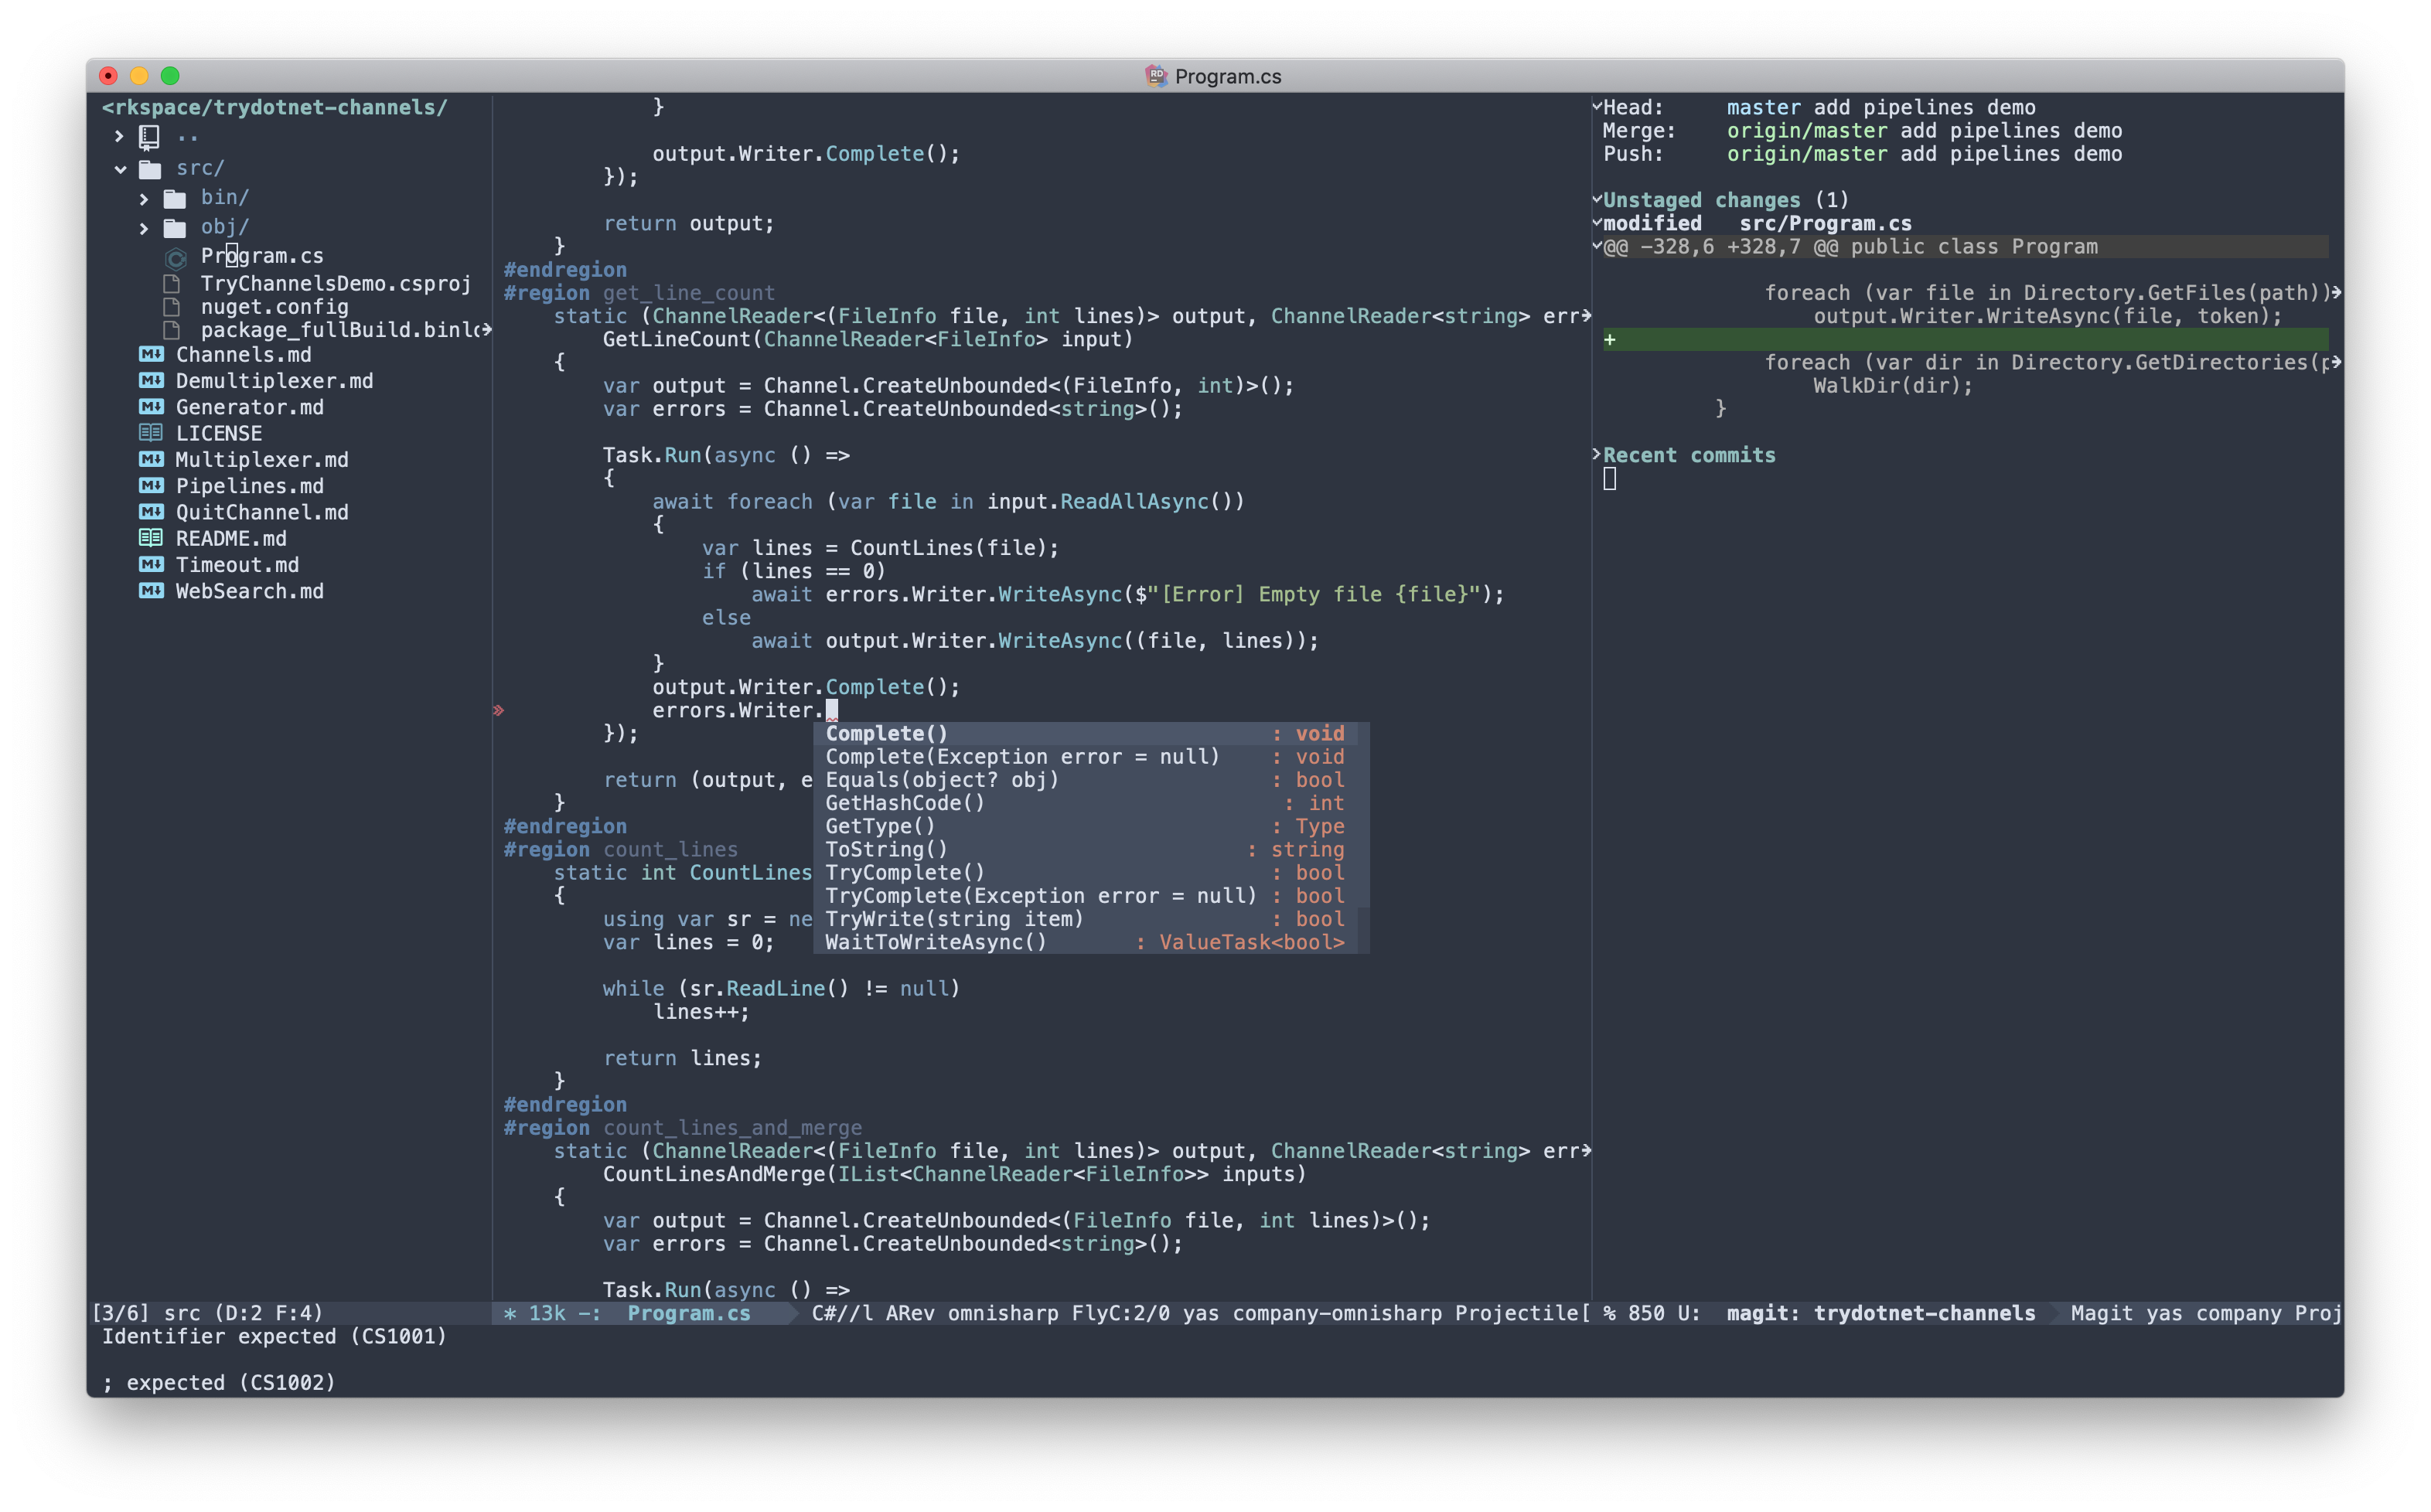 Program.cs
<rkspace/trydotnet-channels/
..
src/
bin/
obj/
Program.cs
TryChannelsDemo.csproj
nuget.config
package_fullBuild.binlo
Channels.md
Demultiplexer.md
Generator.md
LICENSE
Multiplexer.md
Pipelines.md
QuitChannel.md
README.md
Timeout.md
WebSearch.md
[3/6] src (D:2 F:4)
}
output.Writer.Complete();
});
return output;
}
#endregion
#region get_line_count
static (ChannelReader<(FileInfo file, int lines)> output, ChannelReader<string> err
GetLineCount(ChannelReader<FileInfo> input)
{
var output = Channel.CreateUnbounded<(FileInfo, int)>();
var errors = Channel.CreateUnbounded<string>();
Task.Run(async () =>
{
await foreach (var file in input.ReadAllAsync())
{
var lines = CountLines(file);
if (lines == 0)
await errors.Writer.WriteAsync($"[Error] Empty file {file}");
else
await output.Writer.WriteAsync((file, lines));
}
output.Writer.Complete();
errors.Writer.
});
return (output, e
}
#endregion
#region count_lines
static int CountLines
{
using var sr = ne
var lines = 0;
while (sr.ReadLine() != null)
lines++;
return lines;
}
#endregion
#region count_lines_and_merge
static (ChannelReader<(FileInfo file, int lines)> output, ChannelReader<string> err
CountLinesAndMerge(IList<ChannelReader<FileInfo>> inputs)
{
var output = Channel.CreateUnbounded<(FileInfo file, int lines)>();
var errors = Channel.CreateUnbounded<string>();
Task.Run(async () =>
Complete() : void
Complete(Exception error = null) : void
Equals(object? obj) : bool
GetHashCode() : int
GetType() : Type
ToString() : string
TryComplete() : bool
TryComplete(Exception error = null) : bool
TryWrite(string item) : bool
WaitToWriteAsync() : ValueTask<bool>
* 13k -: Program.cs C#//l ARev omnisharp FlyC:2/0 yas company-omnisharp Projectile[
Head: master add pipelines demo
Merge: origin/master add pipelines demo
Push: origin/master add pipelines demo
Unstaged changes (1)
modified src/Program.cs
@@ -328,6 +328,7 @@ public class Program
foreach (var file in Directory.GetFiles(path))
output.Writer.WriteAsync(file, token);
+
foreach (var dir in Directory.GetDirectories(p
WalkDir(dir);
}
Recent commits
% 850 U: magit: trydotnet-channels Magit yas company Proj
Identifier expected (CS1001)
; expected (CS1002)